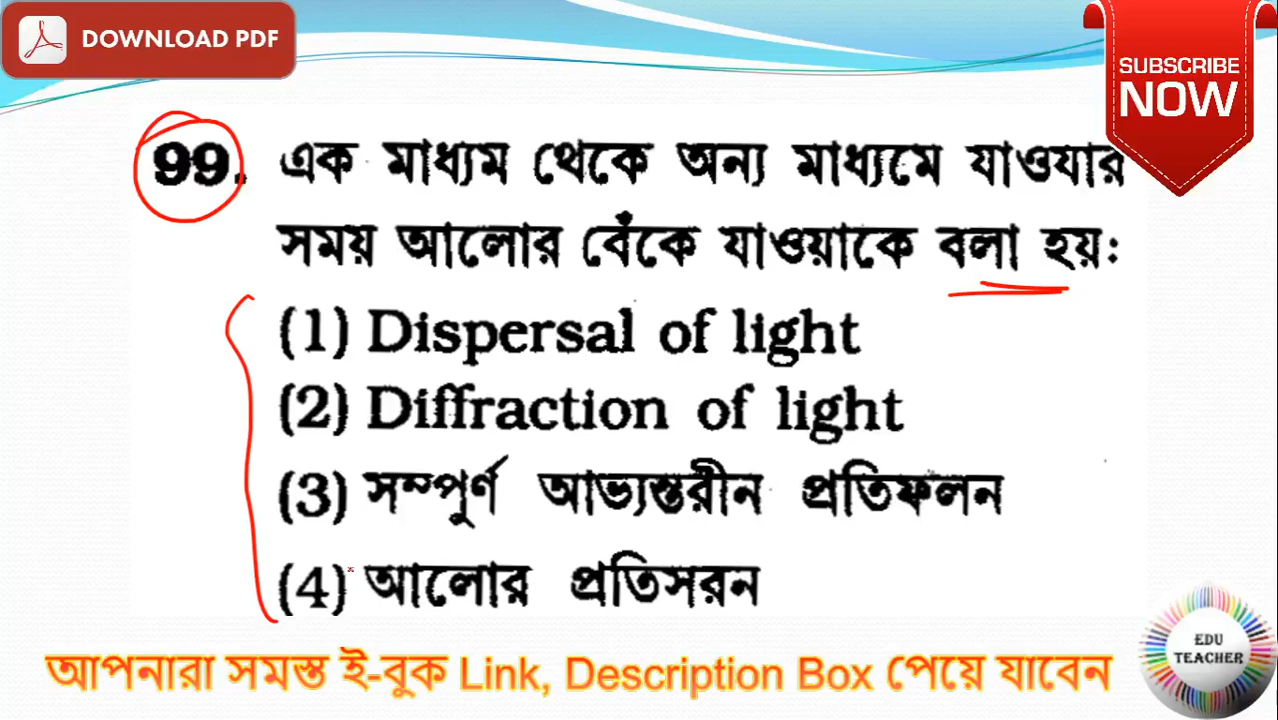 DOWNLOAD PDF
SUBSCRIBE
NOW
99. এক মাধ্যম থেকে অন্য মাধ্যমে যাওযার
সময় আলোর বেঁকে যাওয়াকে বলা হয়ঃ
(1) Dispersal of light
(2) Diffraction of light
(3) সম্পুর্ণ আভ্যন্তরীন প্রতিফলন
(4) আলোর প্রতিসরন
EDU
TEACHER
আপনারা সমস্ত ই-বুক Link, Description Box পেয়ে যাবেন